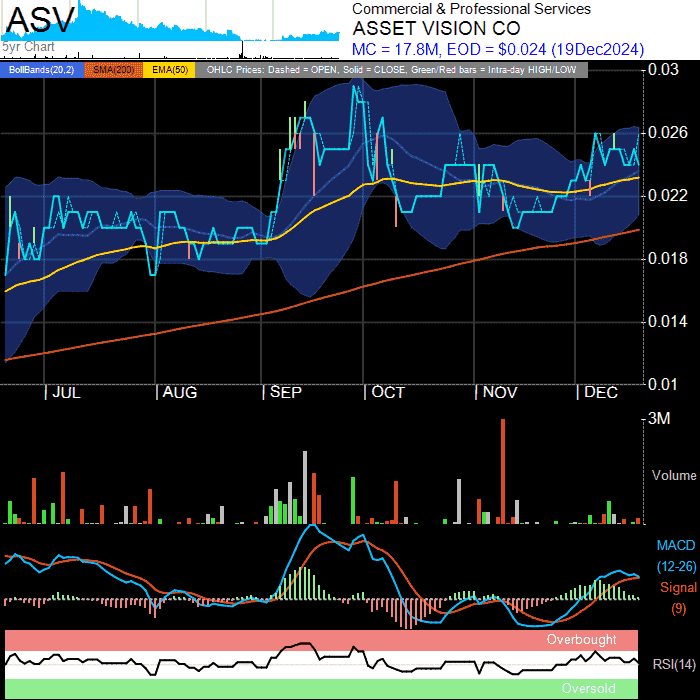 ASV
5yr Chart
Commercial & Professional Services
ASSET VISION CO
MC = 17.8M, EOD = $0.024 (19Dec2024)
BollBands(20,2) SMA(200) EMA(50) OHLC Prices: Dashed = OPEN, Solid = CLOSE, Green/Red bars = Intra-day HIGH/LOW
0.03
0.026
0.022
0.018
0.014
0.01
| JUL | AUG | SEP | OCT | NOV | DEC
3M
Volume
MACD
(12-26)
Signal
(9)
Overbought
RSI(14)
Oversold